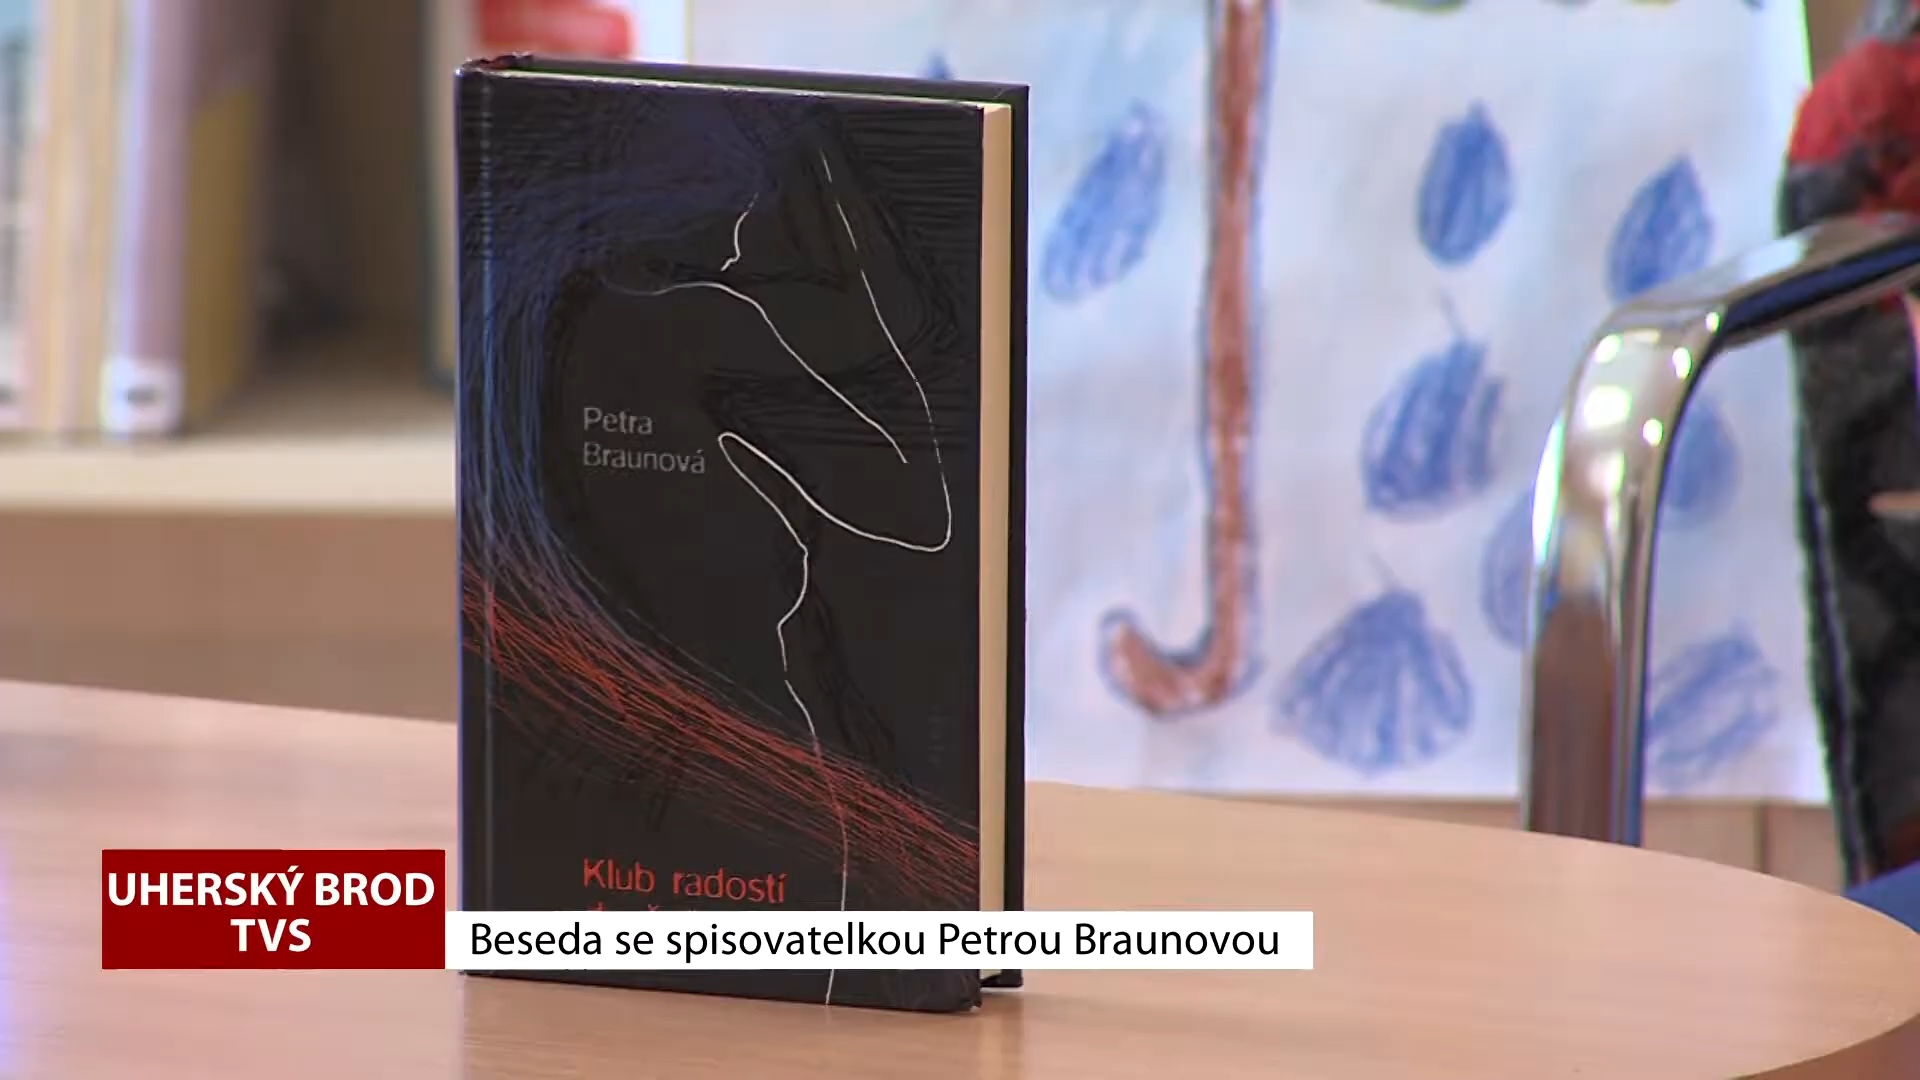 Petra
Braunová
Klub radostí
UHERSKÝ BROD
TVS
Beseda se spisovatelkou Petrou Braunovou